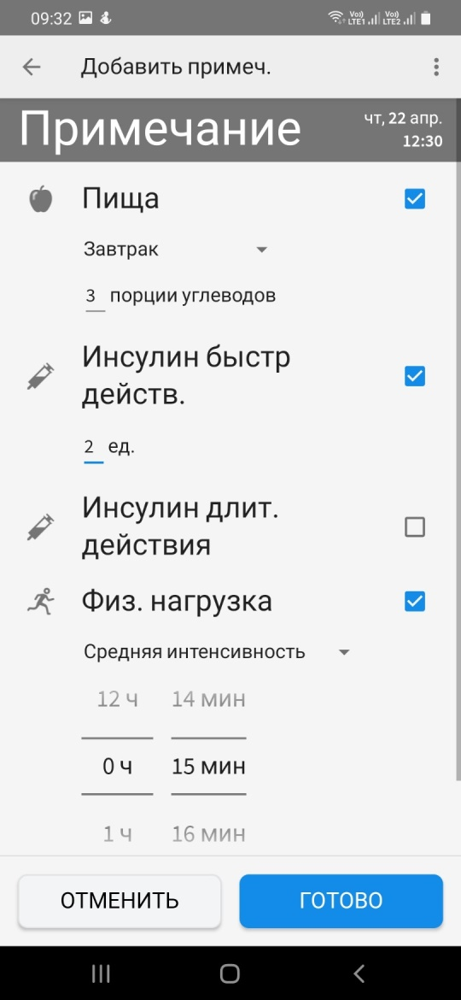 09:32 Vo)) LTE1 Vo)) LTE2
Добавить примеч.
Примечание
чт, 22 апр.
12:30
Пища
Завтрак
3 порции углеводов
Инсулин быстр
действ.
2 ед.
Инсулин длит.
действия
Физ. нагрузка
Средняя интенсивность
12 ч 14 мин
0 ч 15 мин
1 ч 16 мин
ОТМЕНИТЬ ГОТОВО